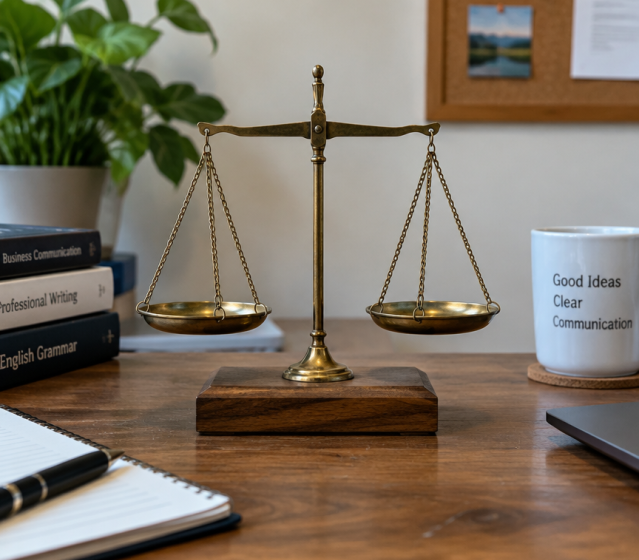 Business Communication
Professional Writing
English Grammar
Good Ideas
Clear
Communication